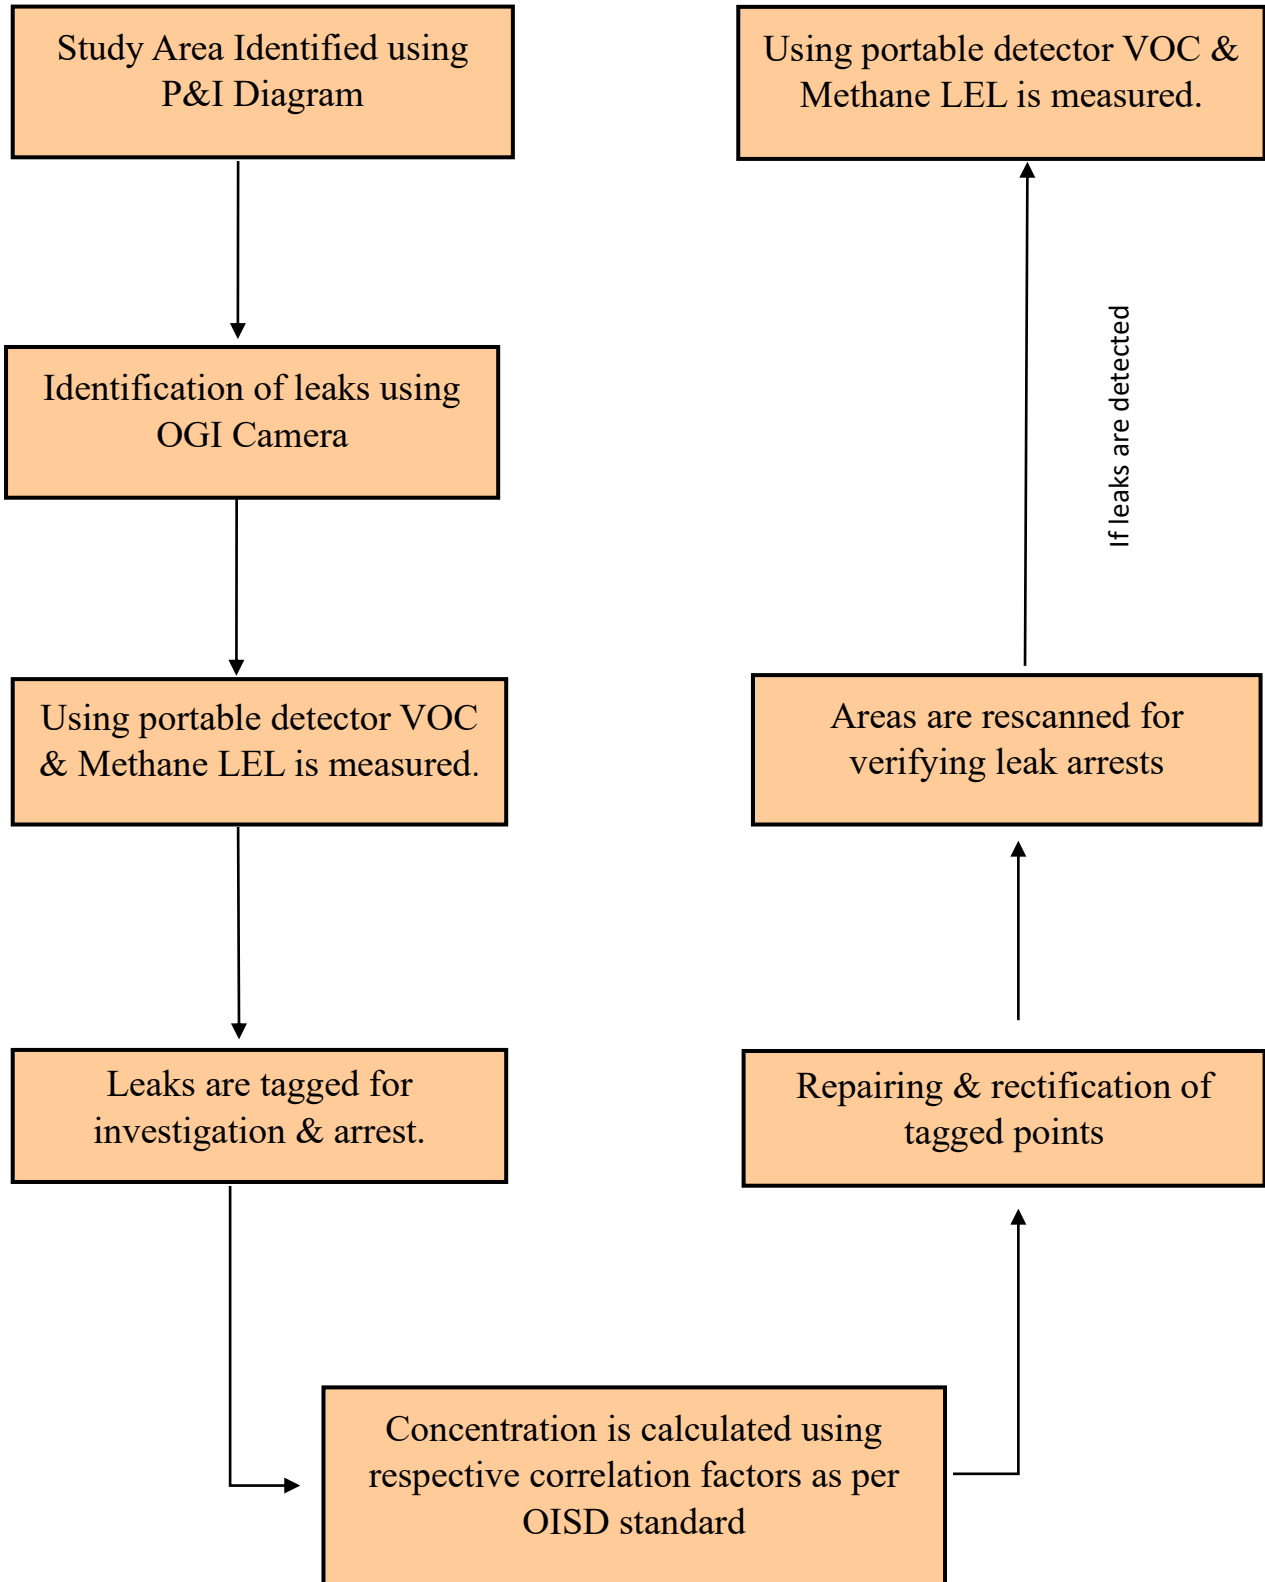 Study Area Identified using
P&I Diagram
Identification of leaks using
OGI Camera
Using portable detector VOC
& Methane LEL is measured.
Leaks are tagged for
investigation & arrest.
Concentration is calculated using
respective correlation factors as per
OISD standard
Repairing & rectification of
tagged points
Areas are rescanned for
verifying leak arrests
If leaks are detected
Using portable detector VOC &
Methane LEL is measured.